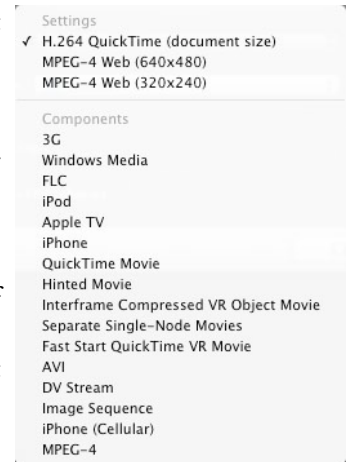 Settings
✓ H.264 QuickTime (document size)
MPEG-4 Web (640x480)
MPEG-4 Web (320x240)
Components
3G
Windows Media
FLC
iPod
Apple TV
iPhone
QuickTime Movie
Hinted Movie
Interframe Compressed VR Object Movie
Separate Single-Node Movies
Fast Start QuickTime VR Movie
AVI
DV Stream
Image Sequence
iPhone (Cellular)
MPEG-4